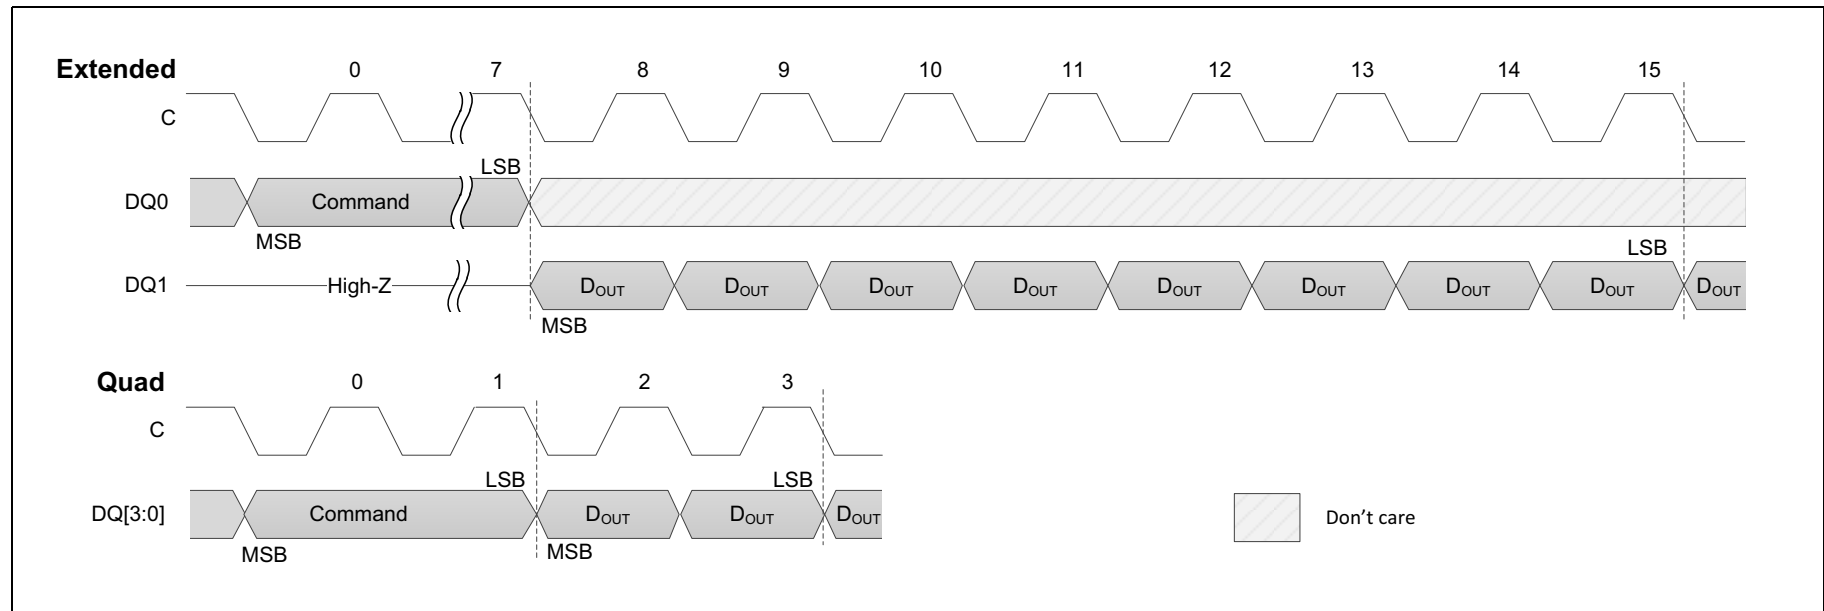 Extended 0 7 8 9 10 11 12 13 14 15
C
LSB
DQ0 Command
MSB LSB
DQ1 High-Z DOUT DOUT DOUT DOUT DOUT DOUT DOUT DOUT DOUT
MSB
Quad 0 1 2 3
C
LSB LSB
DQ[3:0] Command DOUT DOUT DOUT Don’t care
MSB MSB